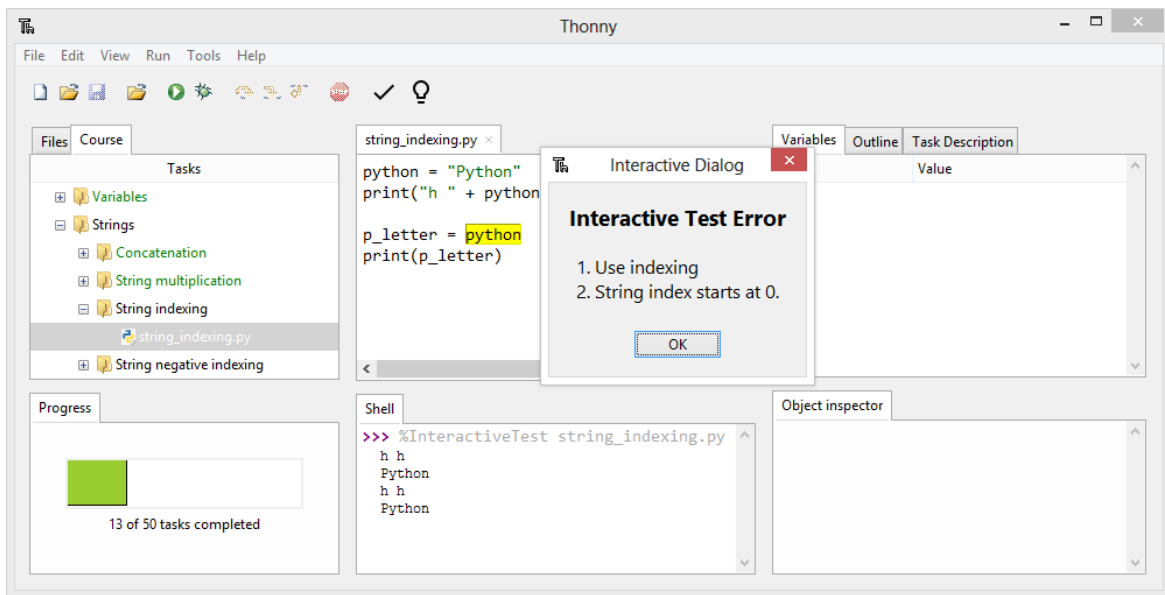 Thonny
File Edit View Run Tools Help
Files Course
Tasks
Variables
Strings
Concatenation
String multiplication
String indexing
string_indexing.py
String negative indexing
string_indexing.py
python = "Python"
print("h " + python
p_letter = python
print(p_letter)
Interactive Dialog
Interactive Test Error
1. Use indexing
2. String index starts at 0.
OK
Variables Outline Task Description
Value
Progress
13 of 50 tasks completed
Shell
>>> %InteractiveTest string_indexing.py
h h
Python
h h
Python
Object inspector